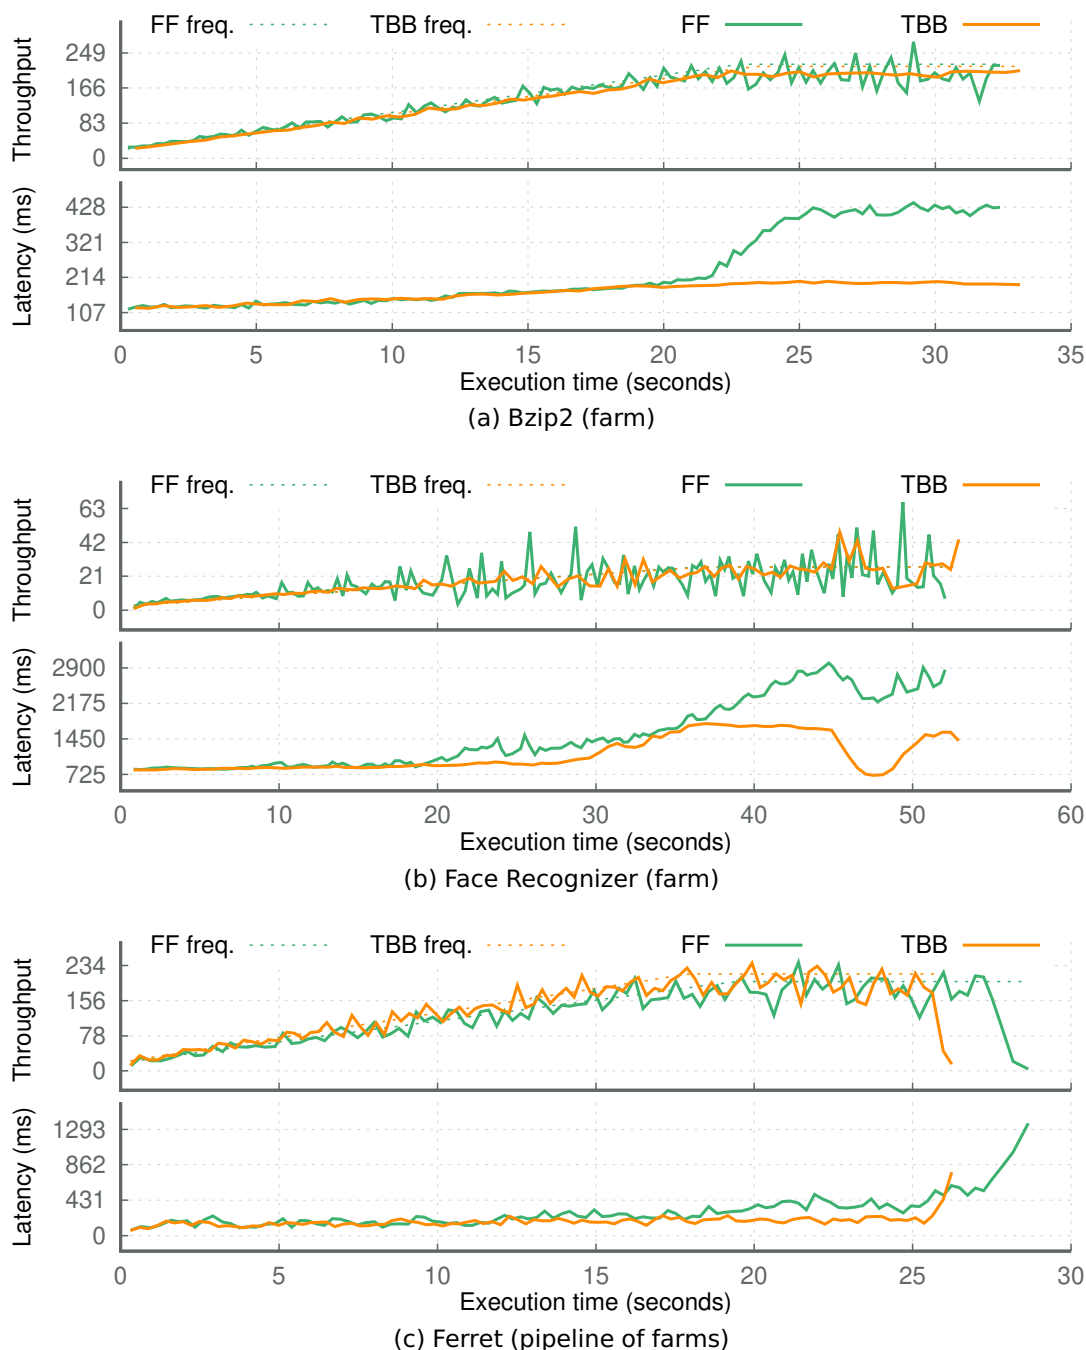 FF freq. TBB freq. FF TBB
Throughput
249
166
83
0
Latency (ms)
428
321
214
107
0 5 10 15 20 25 30 35
Execution time (seconds)
(a) Bzip2 (farm)
FF freq. TBB freq. FF TBB
Throughput
63
42
21
0
Latency (ms)
2900
2175
1450
725
0 10 20 30 40 50 60
Execution time (seconds)
(b) Face Recognizer (farm)
FF freq. TBB freq. FF TBB
Throughput
234
156
78
0
Latency (ms)
1293
862
431
0
0 5 10 15 20 25 30
Execution time (seconds)
(c) Ferret (pipeline of farms)